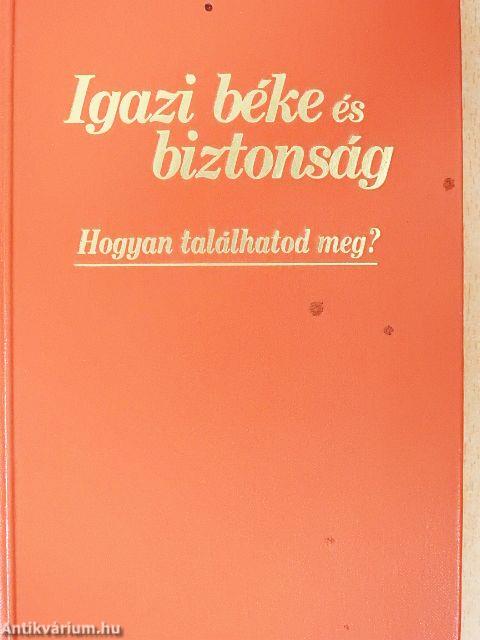 Igazi béke és
biztonság
Hogyan találhatod meg?
Antikvárium.hu